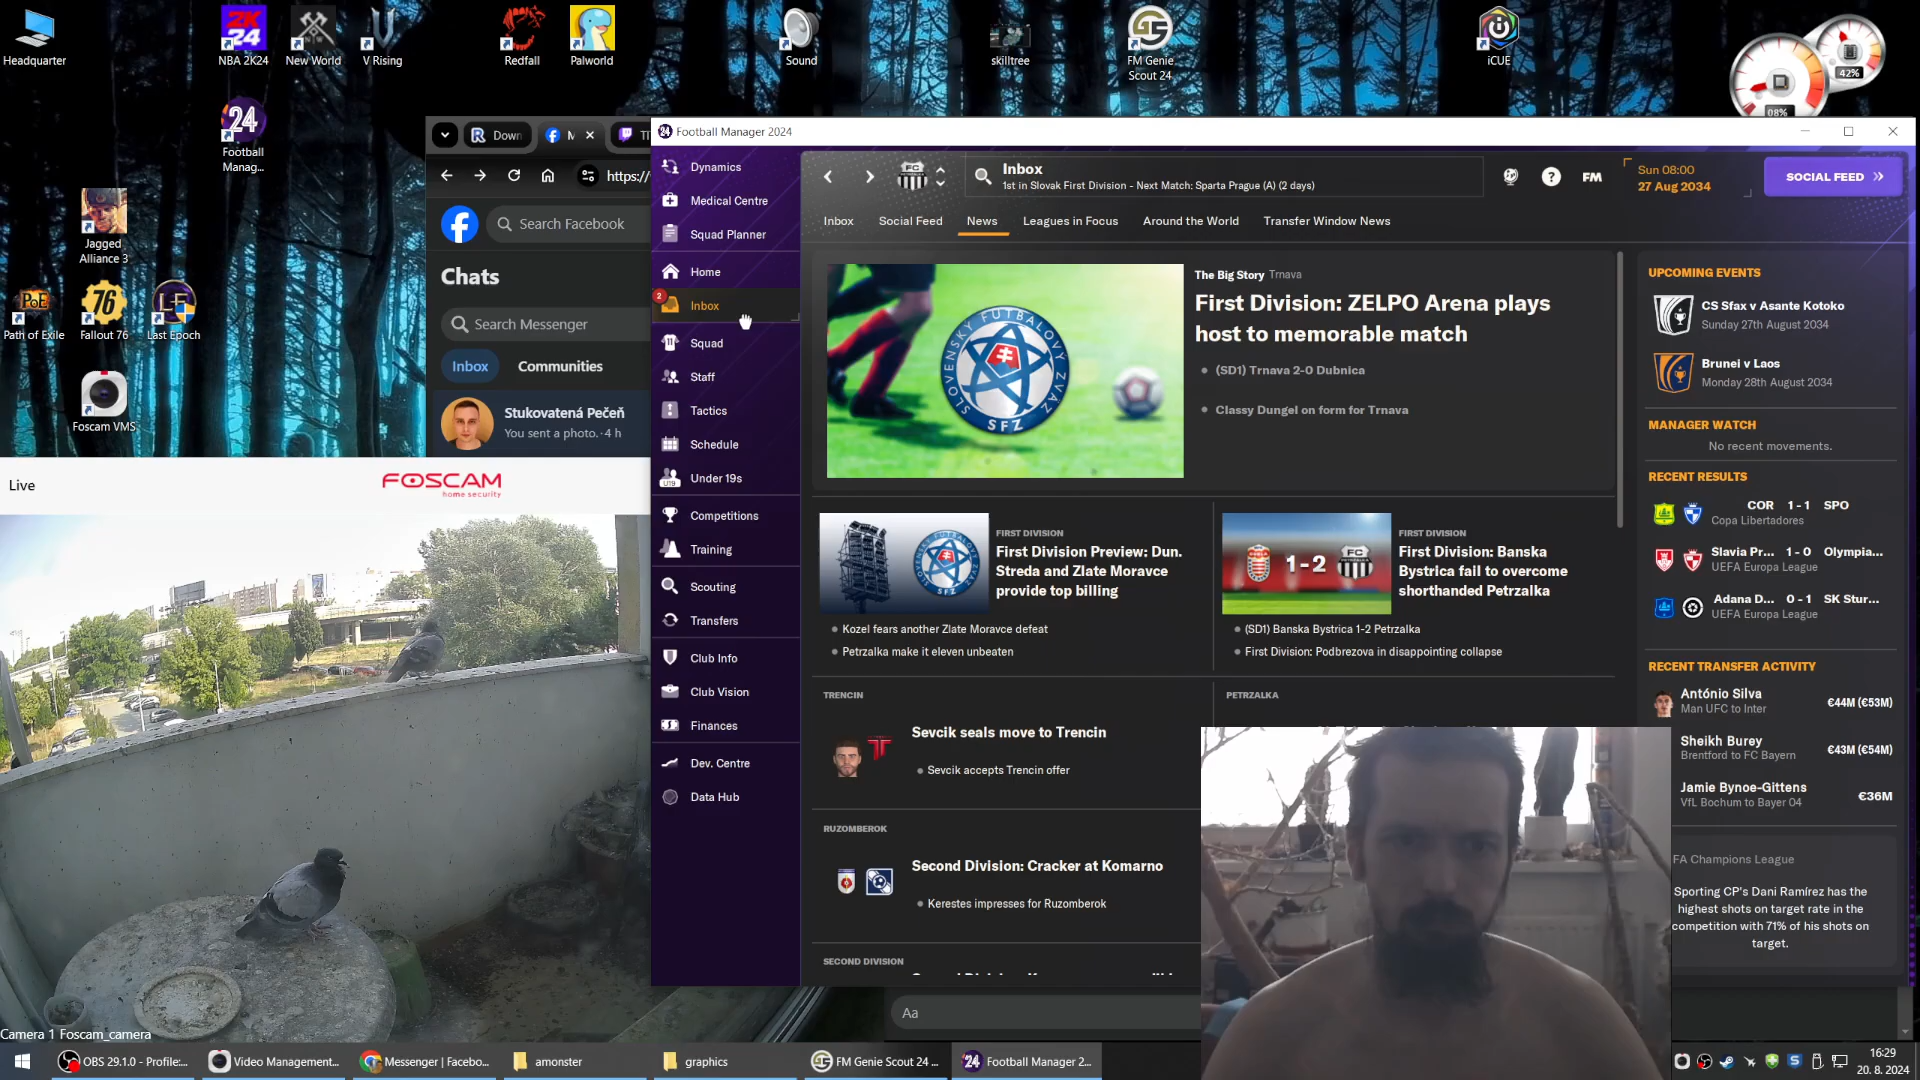 Headquarter
NBA 2K24
New World
V Rising
Redfall
Palworld
Sound
skilltree
FM Genie
Scout 24
iCUE
42%
08%
Football
Manag...
Jagged
Alliance 3
Path of Exile
Fallout 76
Last Epoch
Foscam VMS
Down
https://
Search Facebook
Chats
Search Messenger
Inbox
Communities
Stukovatená Pečeň
You sent a photo. · 4 h
Live
FOSCAM
home security
Camera 1 Foscam_camera
Football Manager 2024
Dynamics
Medical Centre
Squad Planner
Home
2
Inbox
Squad
Staff
Tactics
Schedule
Under 19s
Competitions
Training
Scouting
Transfers
Club Info
Club Vision
Finances
Dev. Centre
Data Hub
Inbox
1st in Slovak First Division - Next Match: Sparta Prague (A) (2 days)
FM
Sun 08:00
27 Aug 2034
SOCIAL FEED
Inbox
Social Feed
News
Leagues in Focus
Around the World
Transfer Window News
SLOVENSKÝ FUTBALOVÝ ZVÄZ
SFZ
The Big Story Trnava
First Division: ZELPO Arena plays
host to memorable match
(SD1) Trnava 2-0 Dubnica
Classy Dungel on form for Trnava
FIRST DIVISION
First Division Preview: Dun.
Streda and Zlate Moravce
provide top billing
Kozel fears another Zlate Moravce defeat
Petrzalka make it eleven unbeaten
1-2
FIRST DIVISION
First Division: Banska
Bystrica fail to overcome
shorthanded Petrzalka
(SD1) Banska Bystrica 1-2 Petrzalka
First Division: Podbrezova in disappointing collapse
TRENCIN
Sevcik seals move to Trencin
Sevcik accepts Trencin offer
PETRZALKA
RUZOMBEROK
Second Division: Cracker at Komarno
Kerestes impresses for Ruzomberok
SECOND DIVISION
UPCOMING EVENTS
CS Sfax v Asante Kotoko
Sunday 27th August 2034
Brunei v Laos
Monday 28th August 2034
MANAGER WATCH
No recent movements.
RECENT RESULTS
COR 1 - 1 SPO
Copa Libertadores
Slavia Pr... 1 - 0 Olympia...
UEFA Europa League
Adana D... 0 - 1 SK Stur...
UEFA Europa League
RECENT TRANSFER ACTIVITY
António Silva
Man UFC to Inter
€44M (€53M)
Sheikh Burey
Brentford to FC Bayern
€43M (€54M)
Jamie Bynoe-Gittens
VfL Bochum to Bayer 04
€36M
FA Champions League
Sporting CP's Dani Ramírez has the
highest shots on target rate in the
competition with 71% of his shots on
target.
Aa
OBS 29.1.0 - Profile:...
Video Management...
Messenger | Facebo...
amonster
graphics
FM Genie Scout 24 ...
Football Manager 2...
16:29
20. 8. 2024